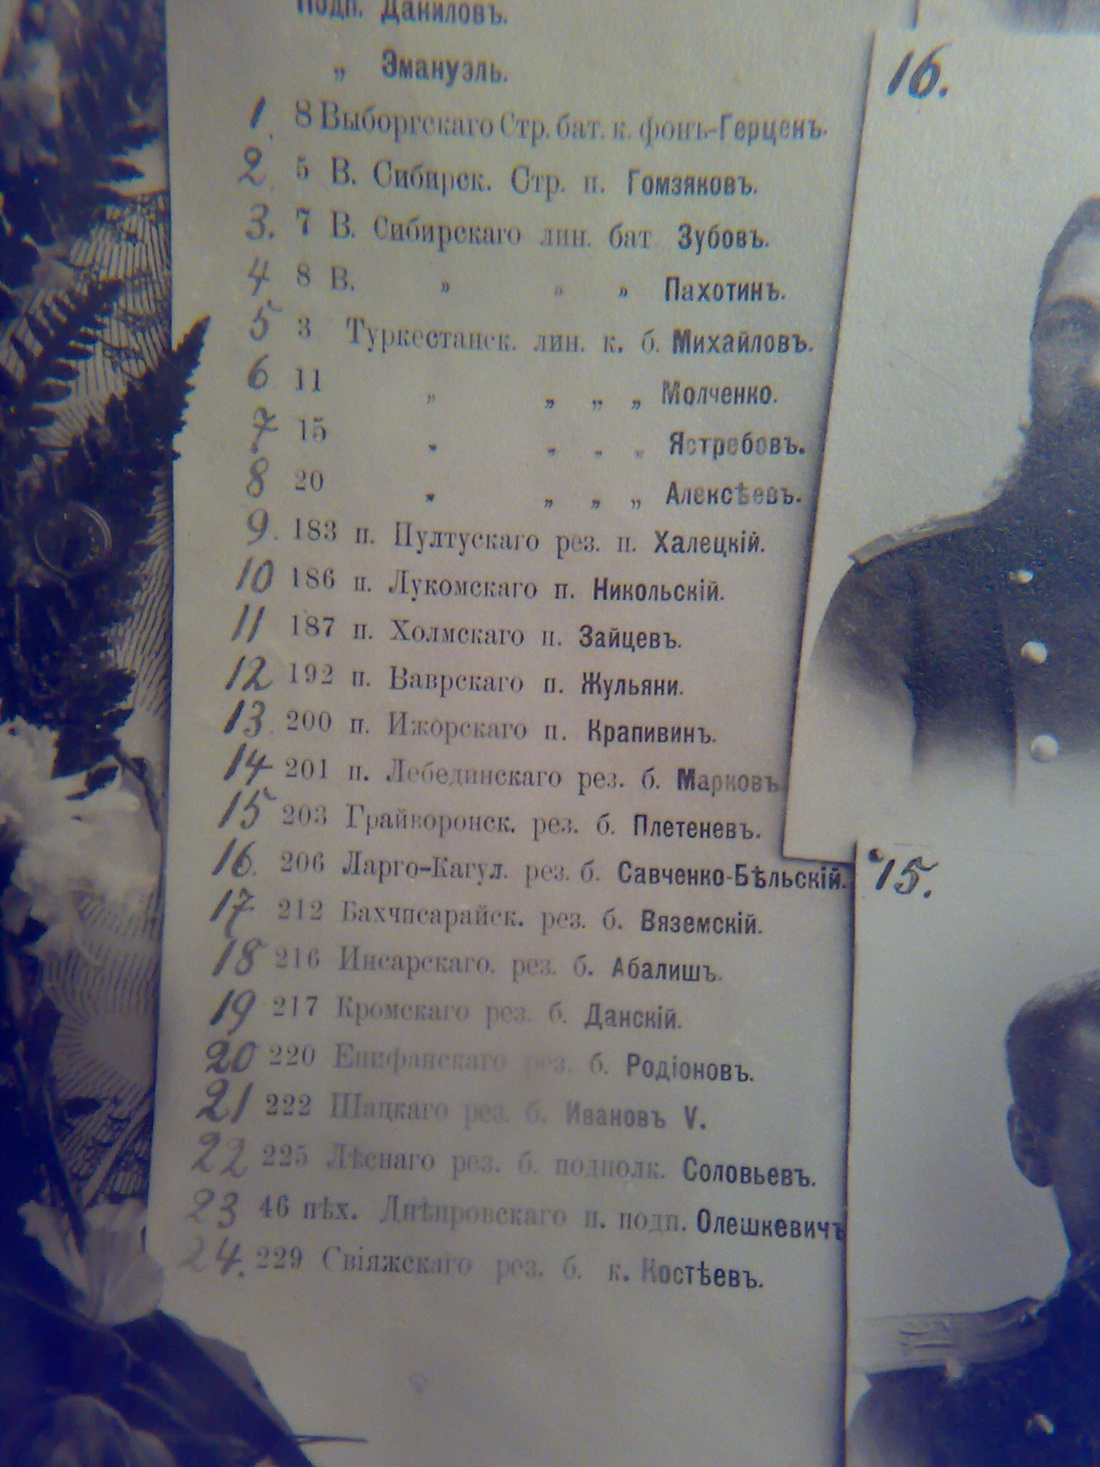 Подп. Даниловъ.
„ Эмануэль.
16.
1. 8 Выборгскаго Стр. бат. к. фонъ-Герценъ.
2 5 В. Сибирск. Стр. п. Гомзяковъ.
3. 7 В. Сибирскаго лин. бат Зубовъ.
4 8 В. „ „ „ Пахотинъ.
5 3 Туркестанск. лин. к. б. Михайловъ.
6 11 „ „ „ „ Молченко.
7 15 „ „ „ „ Ястребовъ.
8 20 „ „ „ „ Алексѣевъ.
9. 183 п. Пултускаго рез. п. Халецкій.
10 186 п. Лукомскаго п. Никольскій.
11 187 п. Холмскаго п. Зайцевъ.
12 192 п. Ваврскаго п. Жульяни.
13 200 п. Ижорскаго п. Крапивинъ.
14 201 п. Лебединскаго рез. б. Марковъ
15 203 Грайворонск. рез. б. Плетеневъ.
16. 206 Ларго-Кагул. рез. б. Савченко-Бѣльскій.
15.
17 212 Бахчисарайск. рез. б. Вяземскій.
18 216 Инсарскаго. рез. б. Абалишъ.
19 217 Кромскаго рез. б. Данскій.
20 220 Епифанскаго рез. б. Родіоновъ.
21 222 Шацкаго рез. б. Ивановъ V.
22 225 Лѣснаго рез. б. подполк. Соловьевъ.
23 46 пѣх. Днѣпровскаго п. подп. Олешкевичъ
24. 229 Свіяжскаго рез. б. к. Костѣевъ.